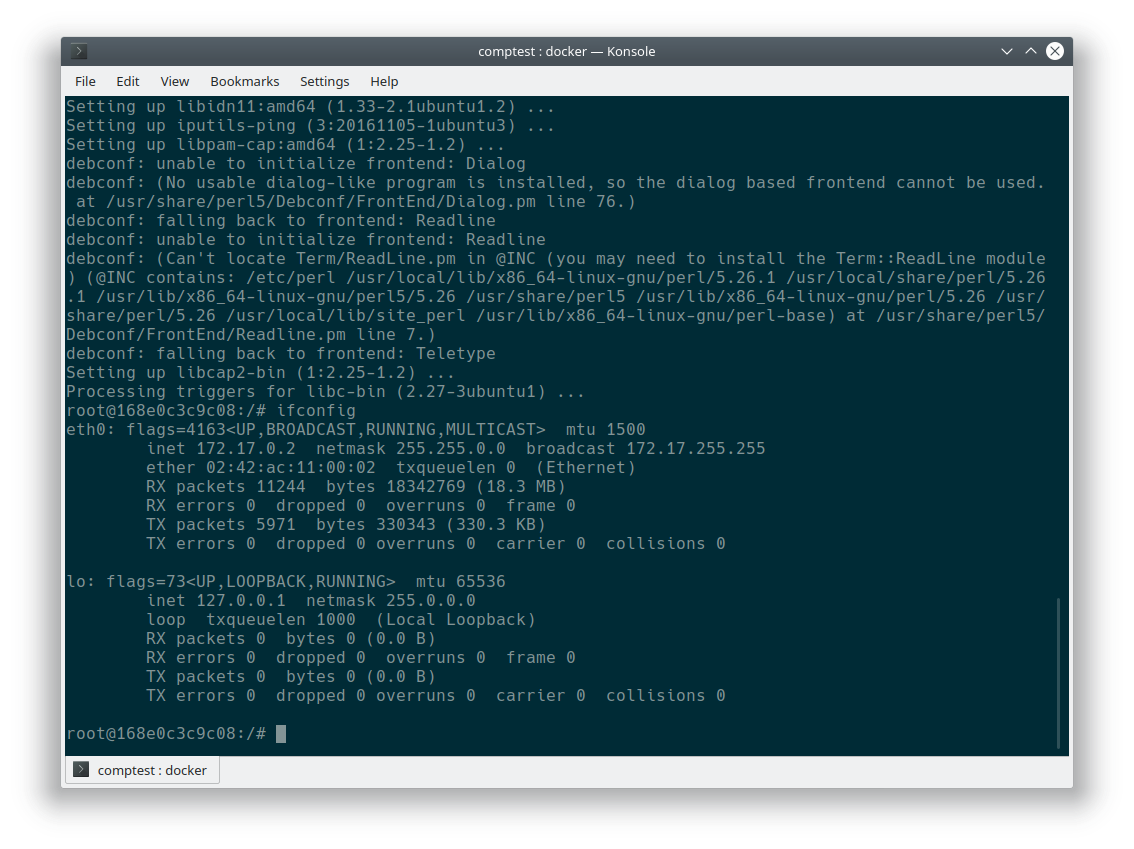 comptest : docker — Konsole
File Edit View Bookmarks Settings Help
Setting up libidn11:amd64 (1.33-2.1ubuntu1.2) ...
Setting up iputils-ping (3:20161105-1ubuntu3) ...
Setting up libpam-cap:amd64 (1:2.25-1.2) ...
debconf: unable to initialize frontend: Dialog
debconf: (No usable dialog-like program is installed, so the dialog based frontend cannot be used.
 at /usr/share/perl5/Debconf/FrontEnd/Dialog.pm line 76.)
debconf: falling back to frontend: Readline
debconf: unable to initialize frontend: Readline
debconf: (Can't locate Term/ReadLine.pm in @INC (you may need to install the Term::ReadLine module
) (@INC contains: /etc/perl /usr/local/lib/x86_64-linux-gnu/perl/5.26.1 /usr/local/share/perl/5.26
.1 /usr/lib/x86_64-linux-gnu/perl5/5.26 /usr/share/perl5 /usr/lib/x86_64-linux-gnu/perl/5.26 /usr/
share/perl/5.26 /usr/local/lib/site_perl /usr/lib/x86_64-linux-gnu/perl-base) at /usr/share/perl5/
Debconf/FrontEnd/Readline.pm line 7.)
debconf: falling back to frontend: Teletype
Setting up libcap2-bin (1:2.25-1.2) ...
Processing triggers for libc-bin (2.27-3ubuntu1) ...
root@168e0c3c9c08:/# ifconfig
eth0: flags=4163<UP,BROADCAST,RUNNING,MULTICAST>  mtu 1500
        inet 172.17.0.2  netmask 255.255.0.0  broadcast 172.17.255.255
        ether 02:42:ac:11:00:02  txqueuelen 0  (Ethernet)
        RX packets 11244  bytes 18342769 (18.3 MB)
        RX errors 0  dropped 0  overruns 0  frame 0
        TX packets 5971  bytes 330343 (330.3 KB)
        TX errors 0  dropped 0 overruns 0  carrier 0  collisions 0
lo: flags=73<UP,LOOPBACK,RUNNING>  mtu 65536
        inet 127.0.0.1  netmask 255.0.0.0
        loop  txqueuelen 1000  (Local Loopback)
        RX packets 0  bytes 0 (0.0 B)
        RX errors 0  dropped 0  overruns 0  frame 0
        TX packets 0  bytes 0 (0.0 B)
        TX errors 0  dropped 0 overruns 0  carrier 0  collisions 0
root@168e0c3c9c08:/#
comptest : docker